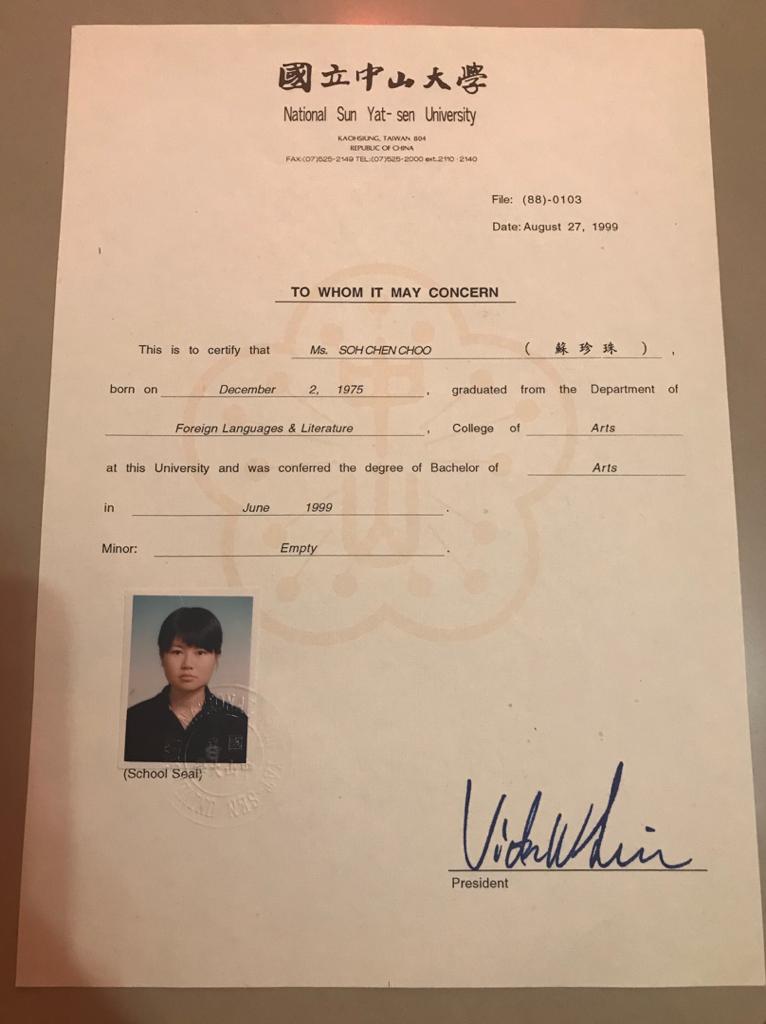 國立中山大學
National Sun Yat-sen University
KAOHSIUNG, TAIWAN 804
REPUBLIC OF CHINA
FAX:(07)525-2149 TEL:(07)525-2000 ext.2110 · 2140
File: (88)-0103
Date: August 27, 1999
TO WHOM IT MAY CONCERN
This is to certify that Ms. SOH CHEN CHOO ( 蘇珍珠 ) ,
born on December 2, 1975 , graduated from the Department of
Foreign Languages & Literature , College of Arts
at this University and was conferred the degree of Bachelor of Arts
in June 1999 .
Minor: Empty .
(School Seal)
President